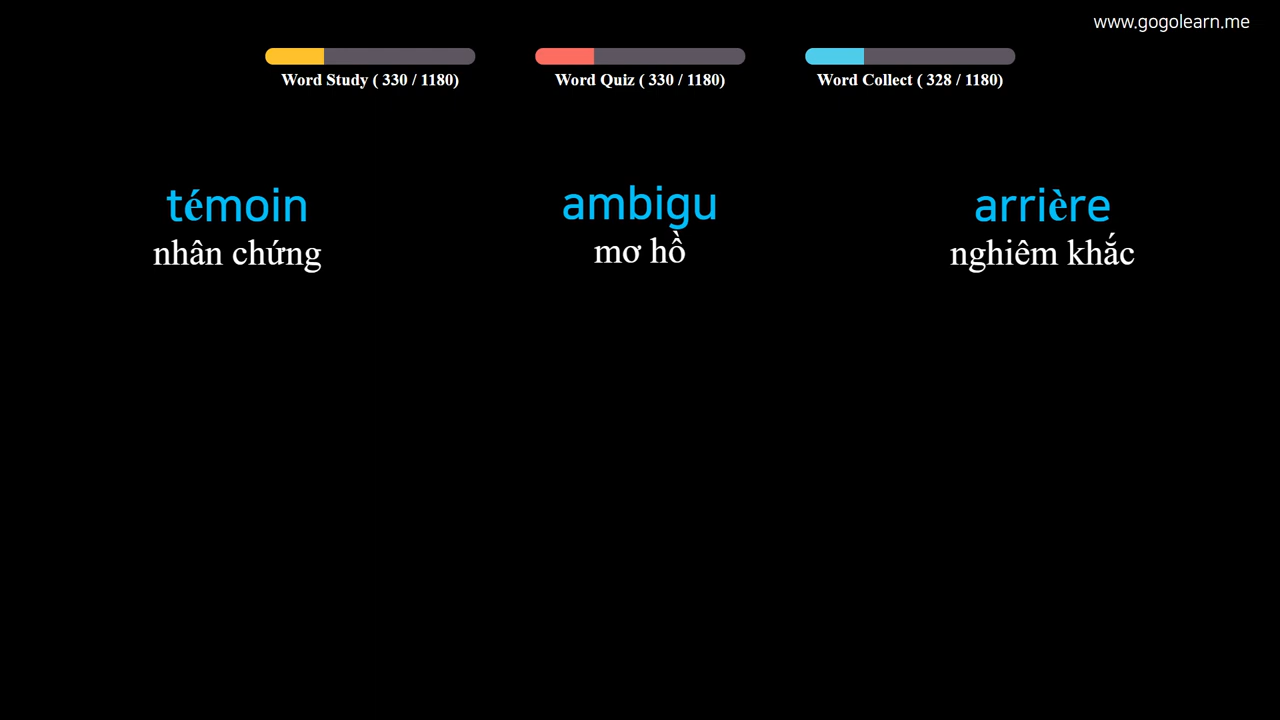 www.gogolearn.me
Word Study ( 330 / 1180)
Word Quiz ( 330 / 1180)
Word Collect ( 328 / 1180)
témoin
nhân chứng
ambigu
mơ hồ
arrière
nghiêm khắc